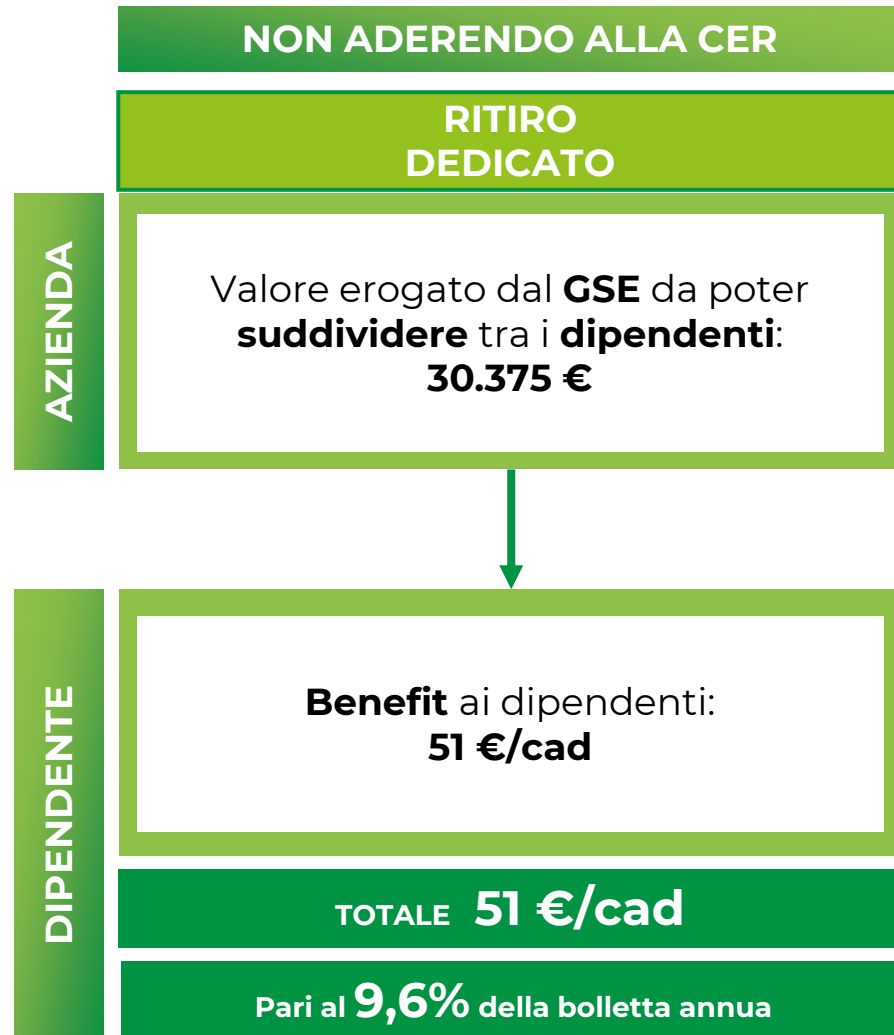 NON ADERENDO ALLA CER
RITIRO
DEDICATO
AZIENDA
Valore erogato dal GSE da poter
suddividere tra i dipendenti:
30.375 €
DIPENDENTE
Benefit ai dipendenti:
51 €/cad
TOTALE 51 €/cad
Pari al 9,6% della bolletta annua